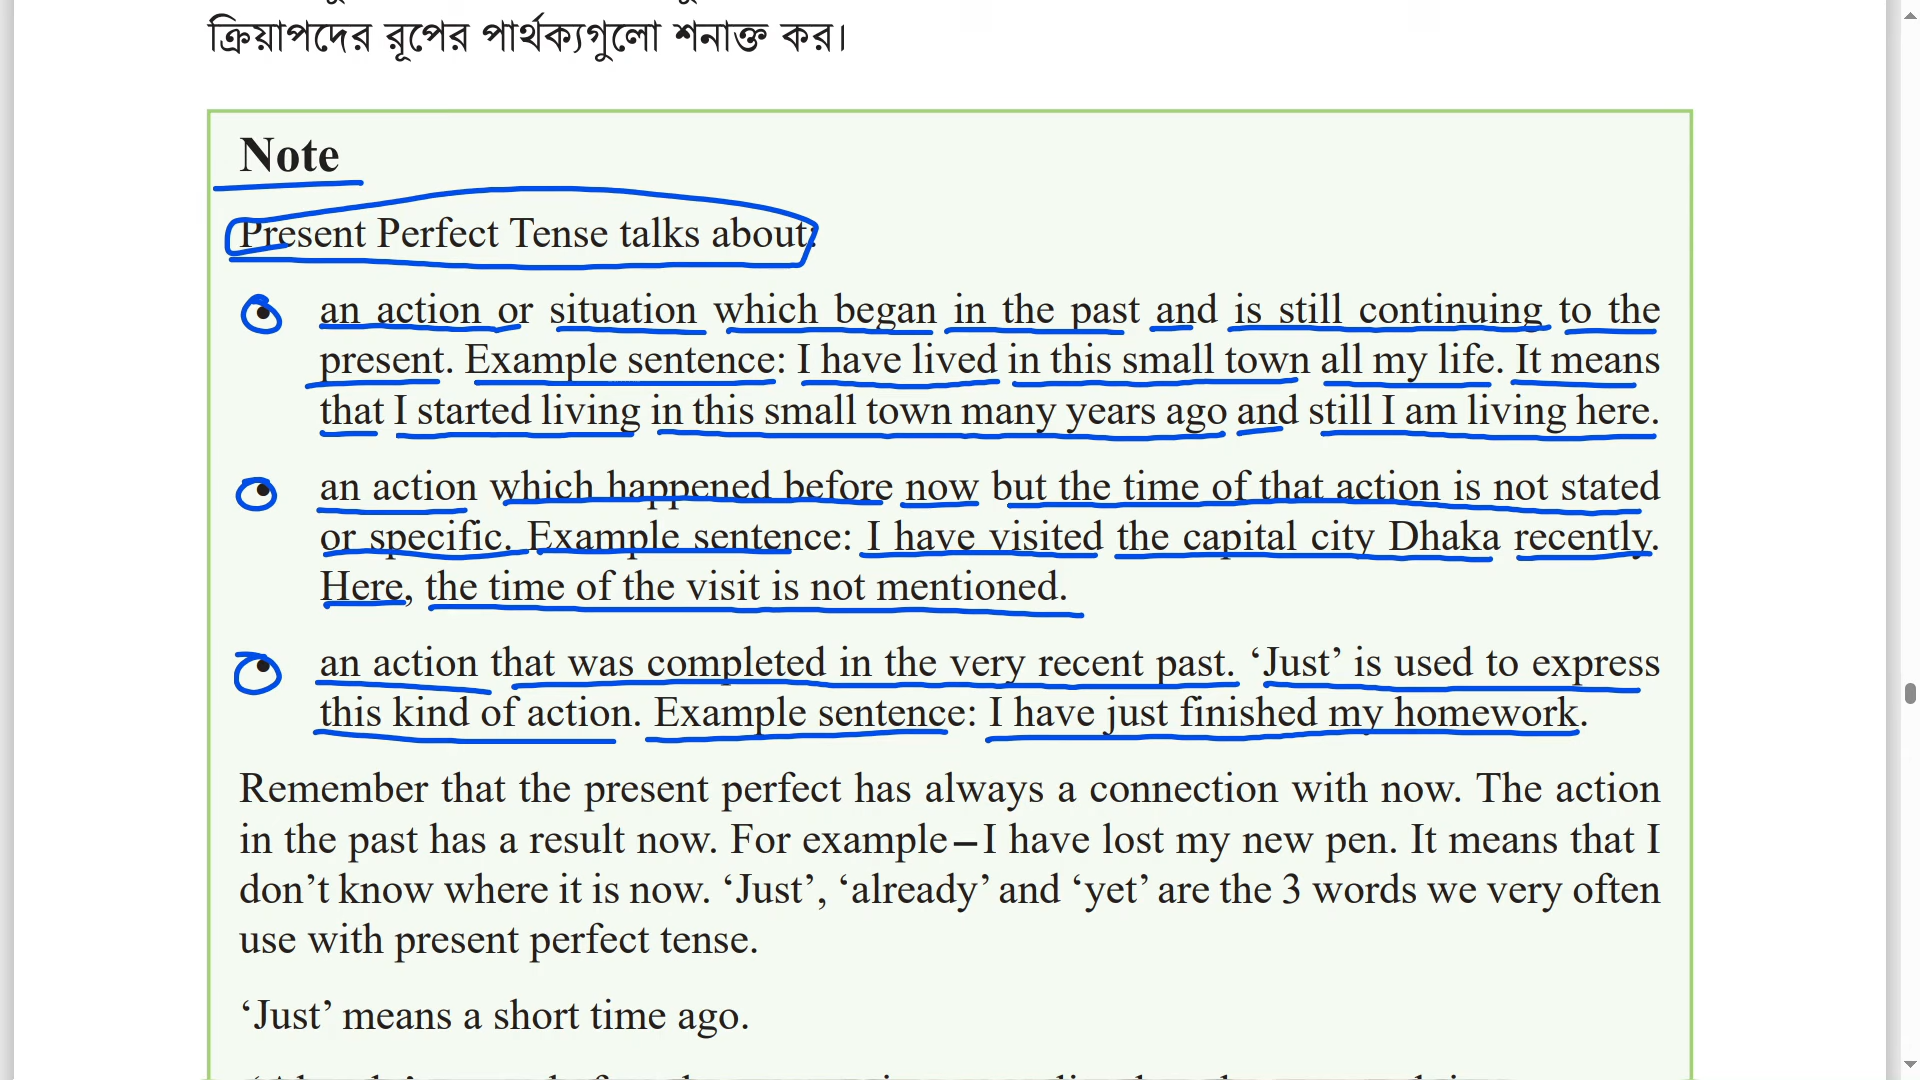 ক্রিয়াপদের রূপের পার্থক্যগুলো শনাক্ত কর।
Note
Present Perfect Tense talks about:
• an action or situation which began in the past and is still continuing to the
present. Example sentence: I have lived in this small town all my life. It means
that I started living in this small town many years ago and still I am living here.
• an action which happened before now but the time of that action is not stated
or specific. Example sentence: I have visited the capital city Dhaka recently.
Here, the time of the visit is not mentioned.
• an action that was completed in the very recent past. ‘Just’ is used to express
this kind of action. Example sentence: I have just finished my homework.
Remember that the present perfect has always a connection with now. The action
in the past has a result now. For example – I have lost my new pen. It means that I
don’t know where it is now. ‘Just’, ‘already’ and ‘yet’ are the 3 words we very often
use with present perfect tense.
‘Just’ means a short time ago.